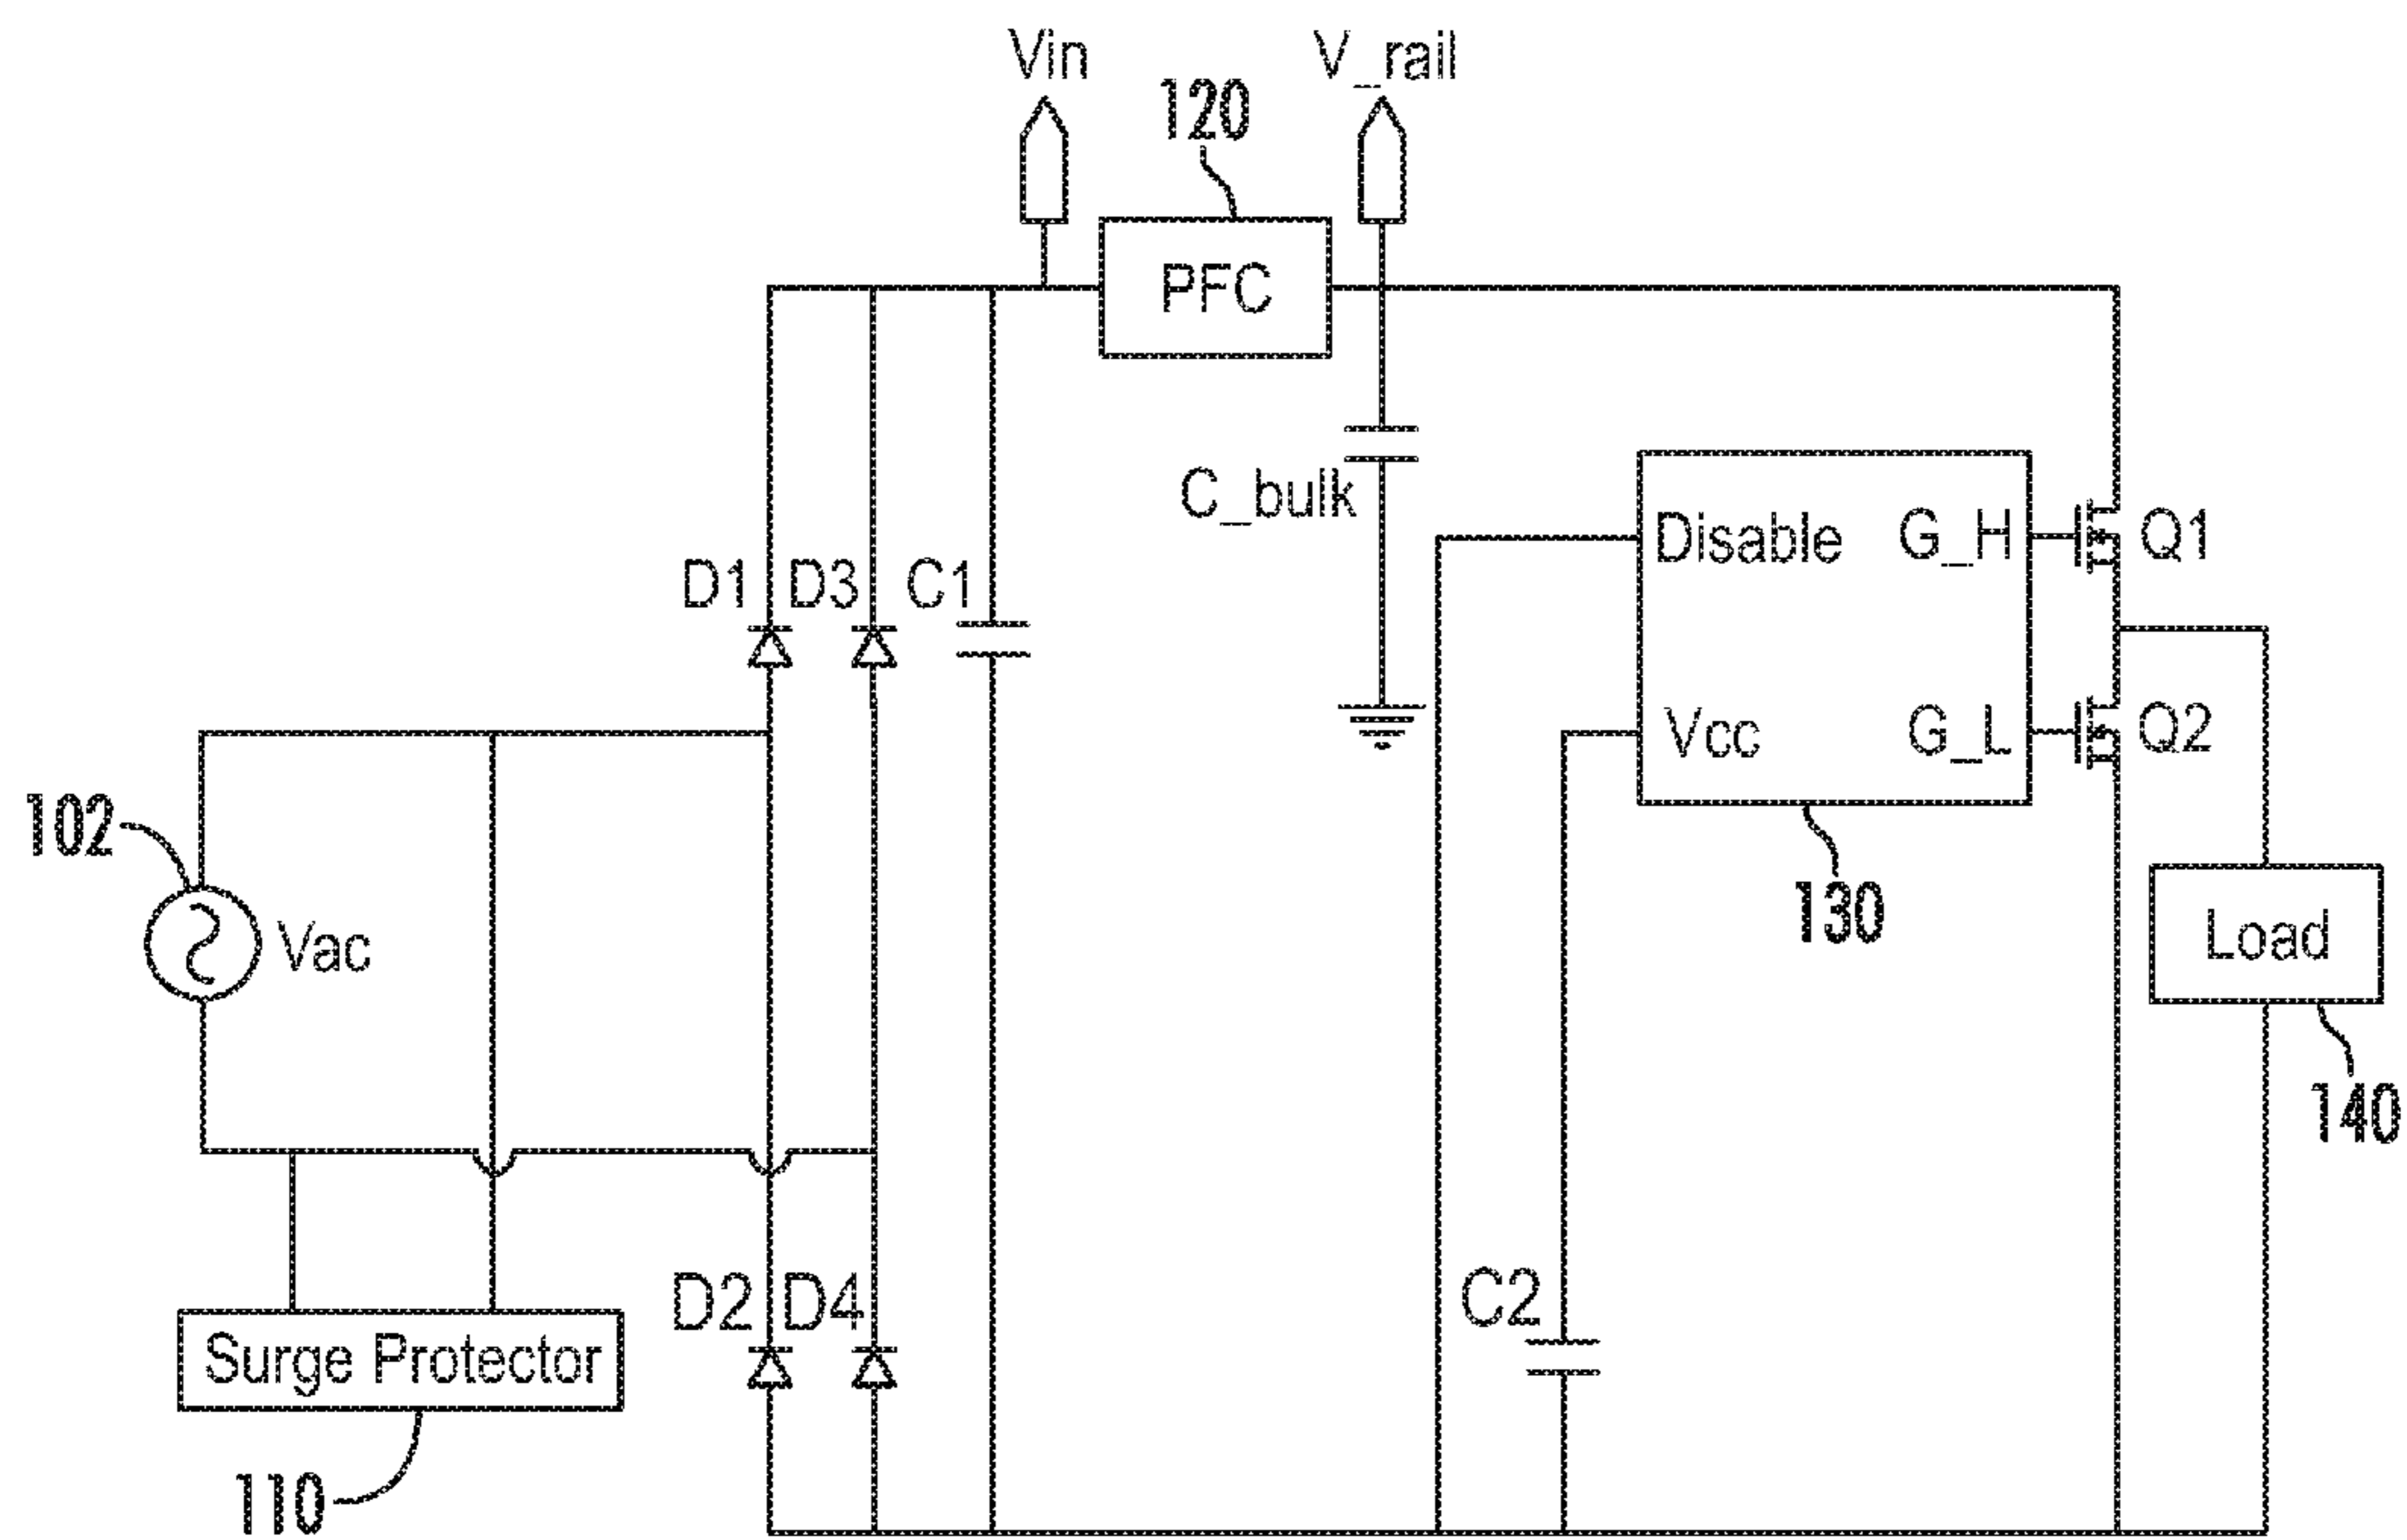 Vin
V_rail
120
PFC
C_bulk
Disable
G_H
Q1
D1
D3
C1
Vcc
G_L
Q2
102
Vac
130
Load
140
D2
D4
C2
Surge Protector
110